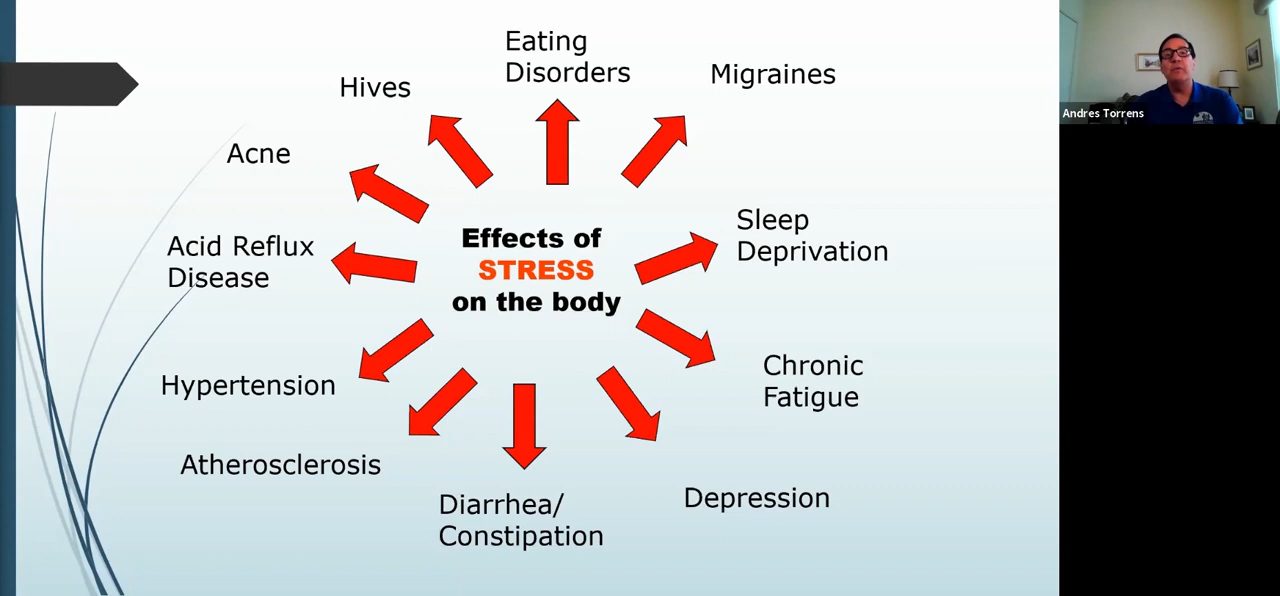 Eating
Disorders
Migraines
Hives
Acne
Sleep
Deprivation
Acid Reflux
Disease
Effects of
STRESS
on the body
Hypertension
Chronic
Fatigue
Atherosclerosis
Diarrhea/
Constipation
Depression
Andres Torrens